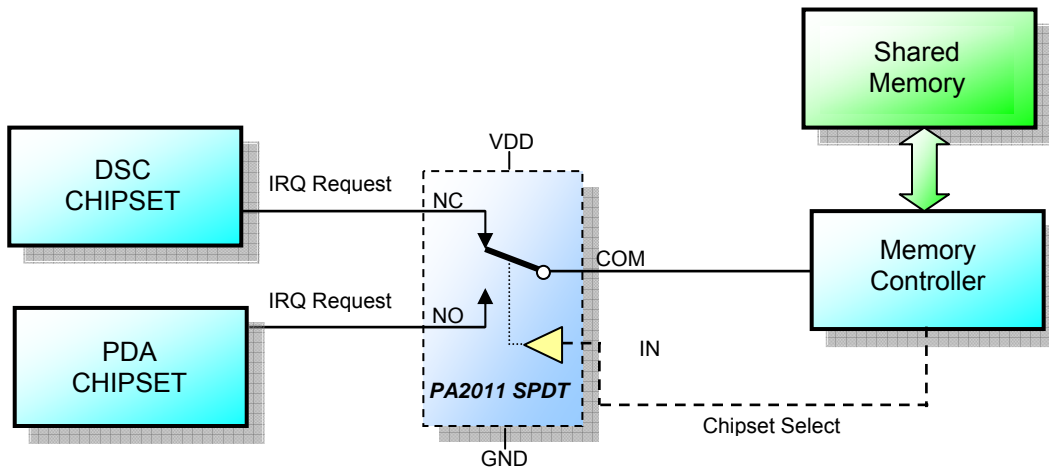 Shared
Memory
VDD
DSC
CHIPSET
IRQ Request
NC
COM
Memory
Controller
IRQ Request
NO
PDA
CHIPSET
IN
PA2011 SPDT
Chipset Select
GND